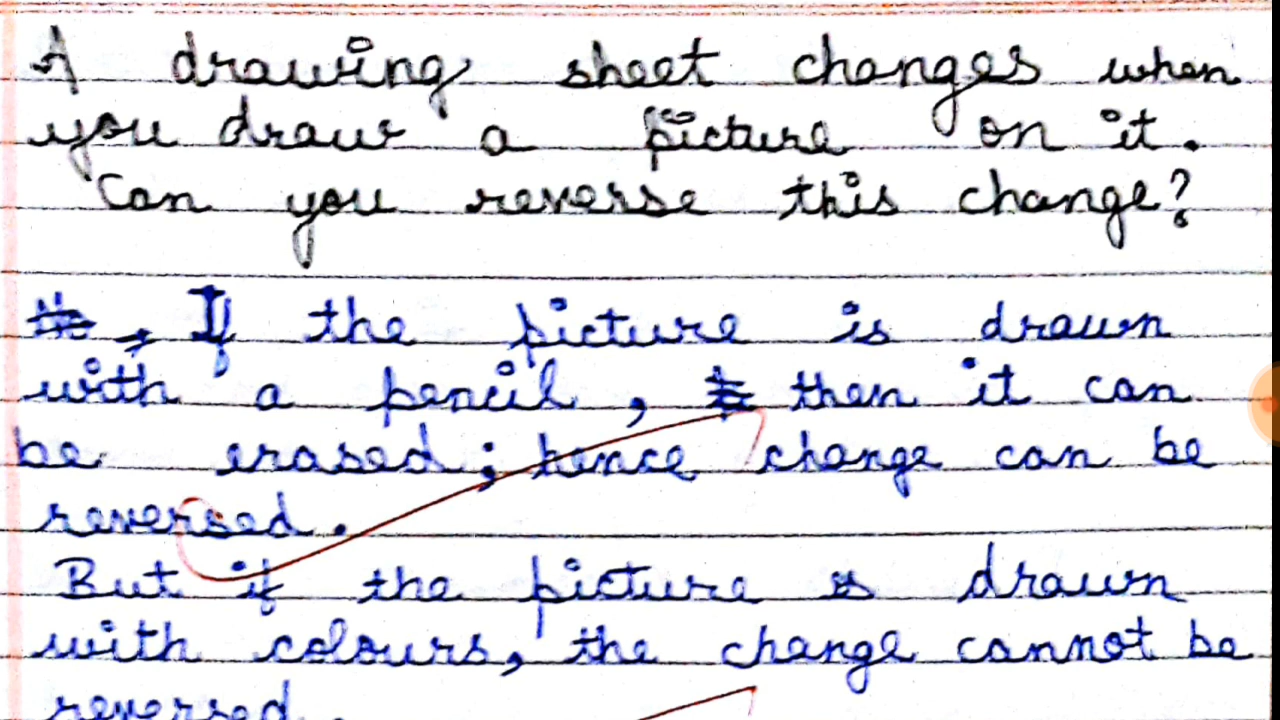 A drawing sheet changes when
you draw a picture on it.
Can you reverse this change?
If the picture is drawn
with a pencil, then it can
be erased; hence change can be
reversed.
But if the picture is drawn
with colours, the change cannot be
reversed.